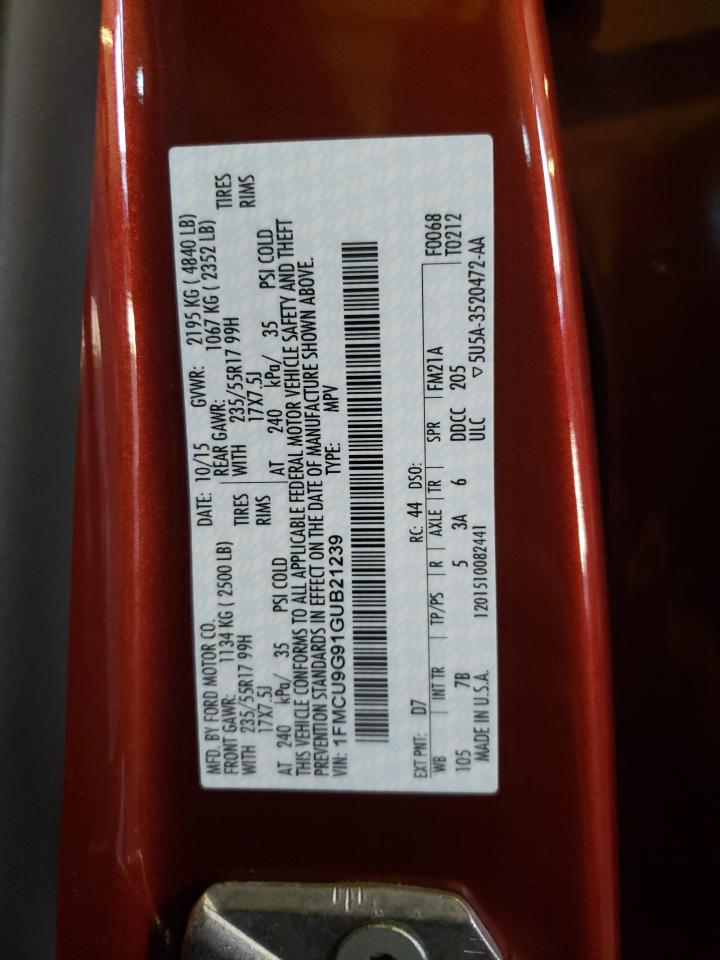 MFD. BY FORD MOTOR CO. DATE: 10/15 GVWR: 2195 KG ( 4840 LB)
FRONT GAWR: 1134 KG ( 2500 LB) REAR GAWR: 1067 KG ( 2352 LB)
WITH 235/55R17 99H TIRES WITH 235/55R17 99H TIRES
17X7.5J RIMS 17X7.5J RIMS
AT 240 kPa/ 35 PSI COLD AT 240 kPa/ 35 PSI COLD
THIS VEHICLE CONFORMS TO ALL APPLICABLE FEDERAL MOTOR VEHICLE SAFETY AND THEFT
PREVENTION STANDARDS IN EFFECT ON THE DATE OF MANUFACTURE SHOWN ABOVE.
VIN: 1FMCU9G91GUB21239 TYPE: MPV
F0068
EXT PNT: D7 RC: 44 DSO: T0212
WB INT TR TP/PS R AXLE TR SPR FM21A
105 7B 5 3A 6 DDCC 205
MADE IN U.S.A. 1201510082441 ULC ▽5U5A-3520472-AA